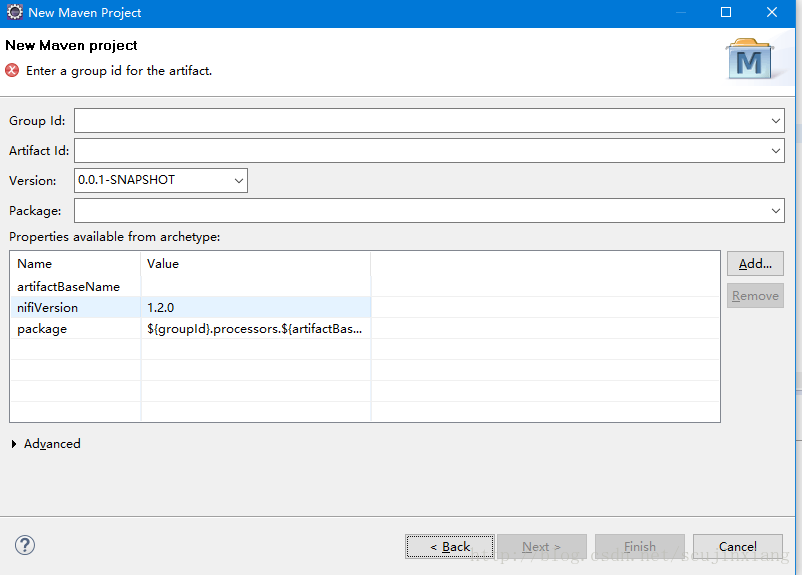 New Maven Project
New Maven project
Enter a group id for the artifact.
Group Id:
Artifact Id:
Version: 0.0.1-SNAPSHOT
Package:
Properties available from archetype:
Name Value Add...
artifactBaseName
nifiVersion 1.2.0 Remove
package ${groupId}.processors.${artifactBas...
Advanced
? < Back Next > Finish Cancel
http://blog.csdn.net/scujinxiang